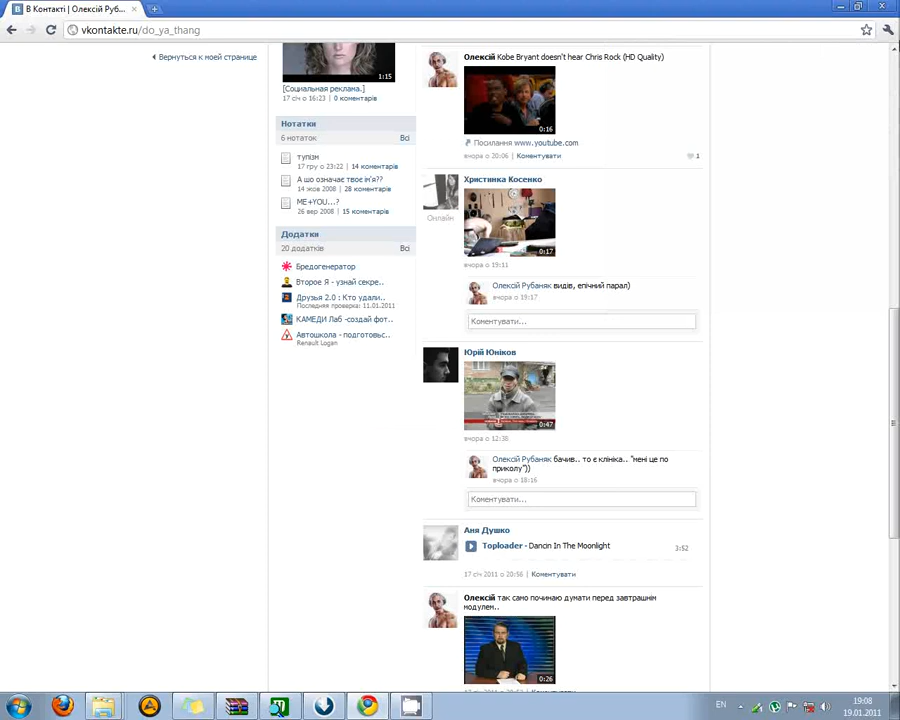 В Контакті | Олексій Руб...
vkontakte.ru/do_ya_thang
Вернуться к моей странице
1:15
[Социальная реклама.]
17 січ о 16:23 | 0 коментарів
Нотатки
6 нотаток
Всі
тупізн
17 гру о 23:22 | 14 коментарів
А що означає твоє ім'я??
14 жов 2008 | 28 коментарів
ME+YOU...?
26 вер 2008 | 15 коментарів
Додатки
20 додатків
Всі
Бредогенератор
Второе Я - узнай секре..
Друзья 2.0 : Кто удали..
Последняя проверка: 11.01.2011
КАМЕДИ Лаб -создай фот..
Автошкола - подготовьс..
Renault Logan
Олексій Kobe Bryant doesn't hear Chris Rock (HD Quality)
0:16
Посилання www.youtube.com
вчора о 20:06 | Коментувати
1
Христинка Косенко
Онлайн
0:17
вчора о 19:11
Олексій Рубаняк видів, епічний парал)
вчора о 19:17
Коментувати...
Юрій Юніков
0:47
вчора о 12:38
Олексій Рубаняк бачив.. то є клініка.. "мені це по
приколу"))
вчора о 18:16
Коментувати...
Аня Душко
Toploader - Dancin In The Moonlight
3:52
17 січ 2011 о 20:56 | Коментувати
Олексій так само починаю думати перед завтрашнім
модулем..
0:26
EN
19:08
19.01.2011